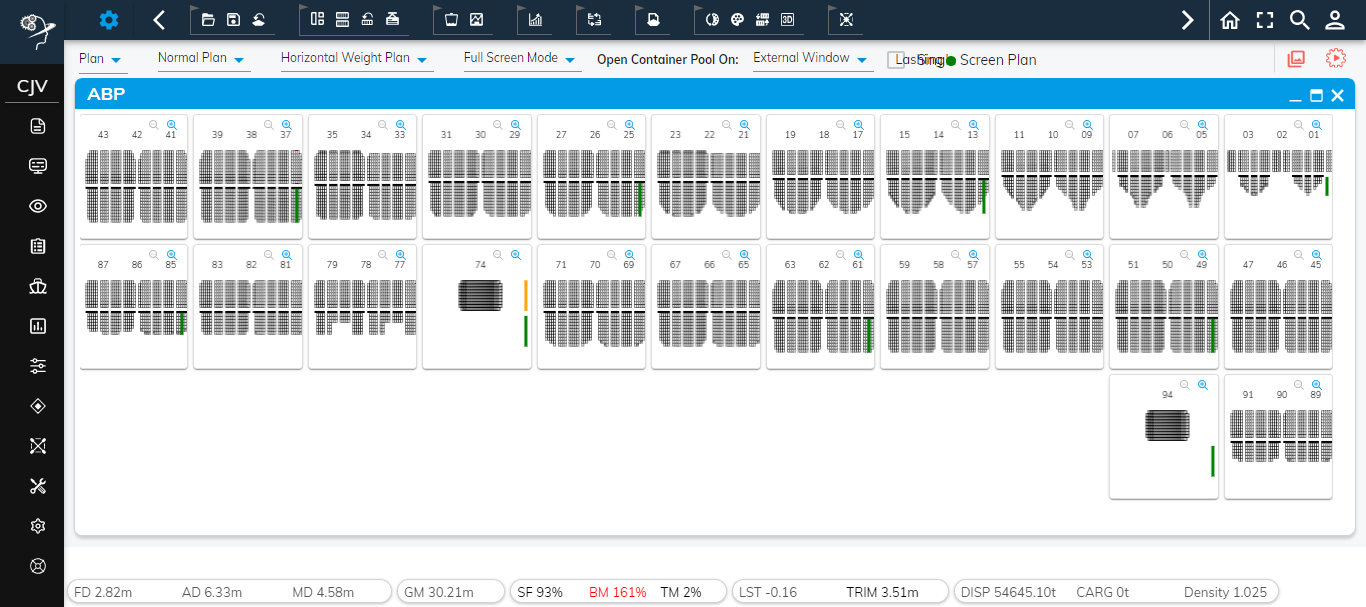 3D
CJV
Plan
Normal Plan
Horizontal Weight Plan
Full Screen Mode
Open Container Pool On:
External Window
Lashing
Single Screen Plan
ABP
43 42 41
39 38 37
35 34 33
31 30 29
27 26 25
23 22 21
19 18 17
15 14 13
11 10 09
07 06 05
03 02 01
87 86 85
83 82 81
79 78 77
74
71 70 69
67 66 65
63 62 61
59 58 57
55 54 53
51 50 49
47 46 45
94
91 90 89
FD 2.82m AD 6.33m MD 4.58m
GM 30.21m
SF 93% BM 161% TM 2%
LST -0.16 TRIM 3.51m
DISP 54645.10t CARG 0t Density 1.025